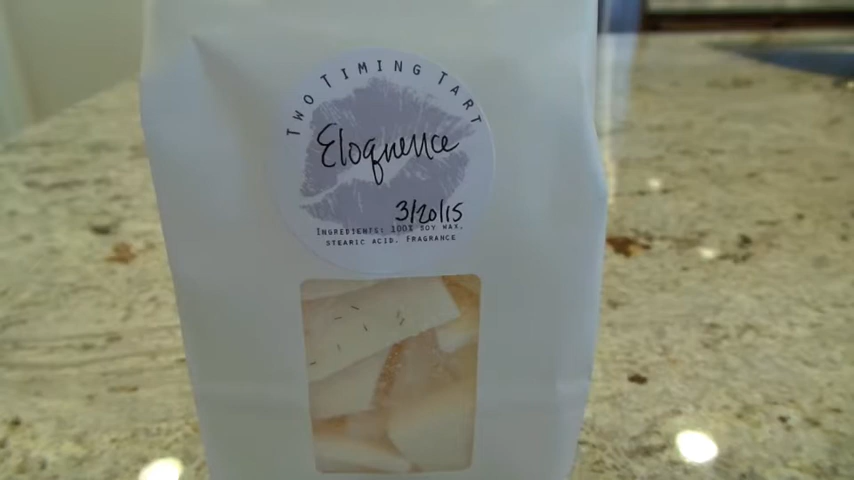 Two Timing Tart
Eloquence
3/20/15
Ingredients: 100% soy wax,
stearic acid. Fragrance